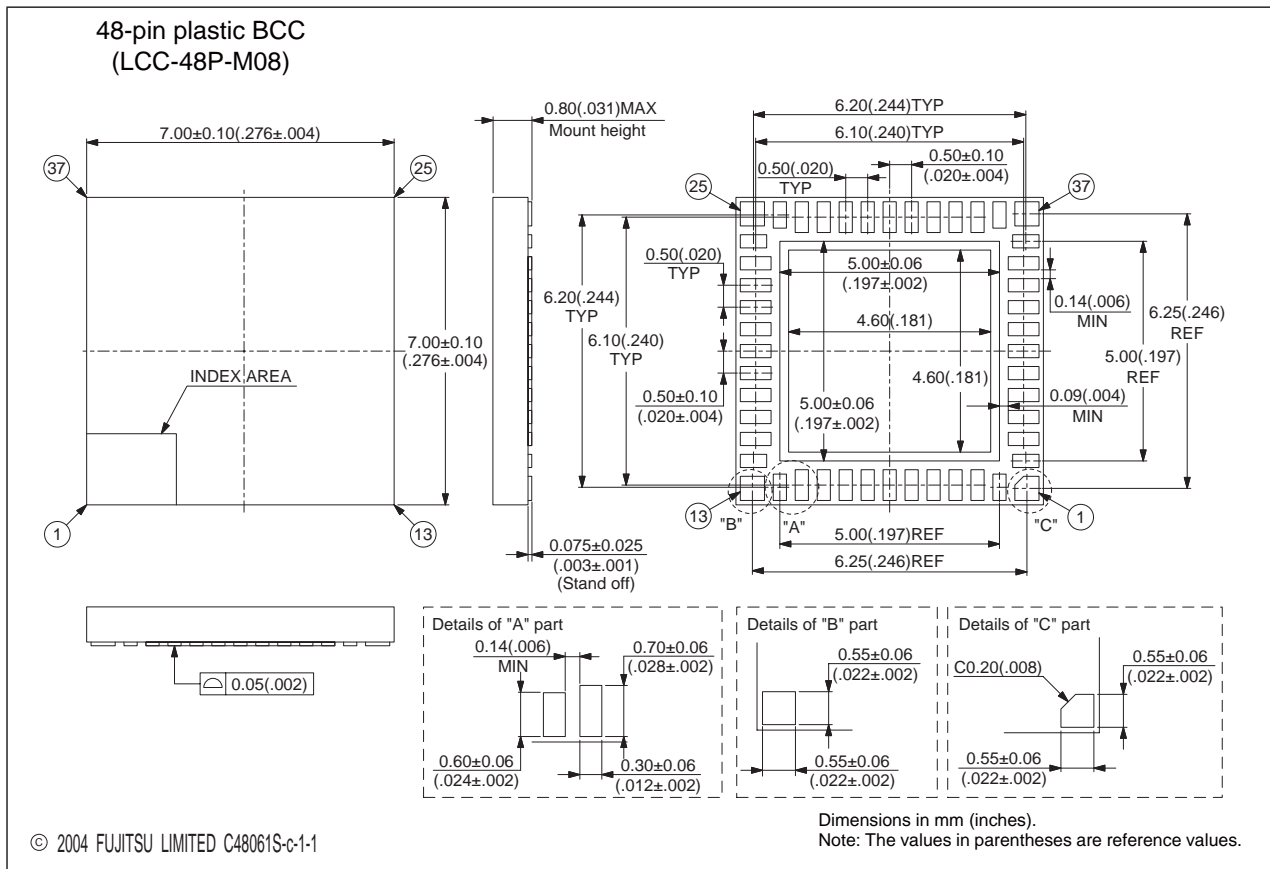 48-pin plastic BCC
(LCC-48P-M08)
7.00±0.10(.276±.004)
37
25
7.00±0.10
(.276±.004)
INDEX AREA
1
13
0.80(.031)MAX
Mount height
0.075±0.025
(.003±.001)
(Stand off)
6.20(.244)TYP
6.10(.240)TYP
0.50(.020)
TYP
0.50±0.10
(.020±.004)
25
37
0.50(.020)
TYP
6.20(.244)
TYP
6.10(.240)
TYP
0.50±0.10
(.020±.004)
5.00±0.06
(.197±.002)
4.60(.181)
4.60(.181)
5.00±0.06
(.197±.002)
0.14(.006)
MIN
6.25(.246)
REF
5.00(.197)
REF
0.09(.004)
MIN
13
"B"
"A"
"C"
1
5.00(.197)REF
6.25(.246)REF
0.05(.002)
Details of "A" part
0.14(.006)
MIN
0.70±0.06
(.028±.002)
0.60±0.06
(.024±.002)
0.30±0.06
(.012±.002)
Details of "B" part
0.55±0.06
(.022±.002)
0.55±0.06
(.022±.002)
Details of "C" part
C0.20(.008)
0.55±0.06
(.022±.002)
0.55±0.06
(.022±.002)
© 2004 FUJITSU LIMITED C48061S-c-1-1
Dimensions in mm (inches).
Note: The values in parentheses are reference values.